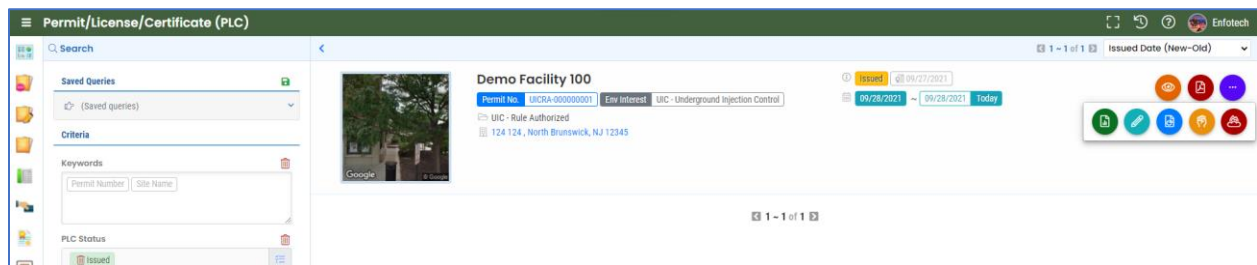 Permit/License/Certificate (PLC)
Enfotech
Search
1 ~ 1 of 1
Issued Date (New-Old)
Saved Queries
(Saved queries)
Criteria
Keywords
Permit Number Site Name
PLC Status
Issued
Google
© Google
Demo Facility 100
Permit No. UICRA-000000001 Env Interest UIC - Underground Injection Control
UIC - Rule Authorized
124 124 , North Brunswick, NJ 12345
Issued 09/27/2021
09/28/2021 ~ 09/28/2021 Today
1 ~ 1 of 1